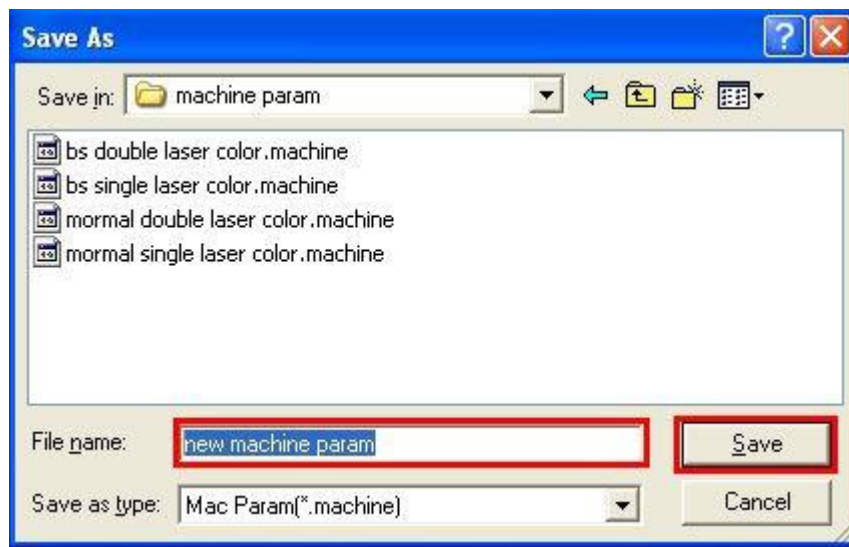 Save As
Save in: machine param
bs double laser color.machine
bs single laser color.machine
mormal double laser color.machine
mormal single laser color.machine
File name: new machine param Save
Save as type: Mac Param(*.machine) Cancel